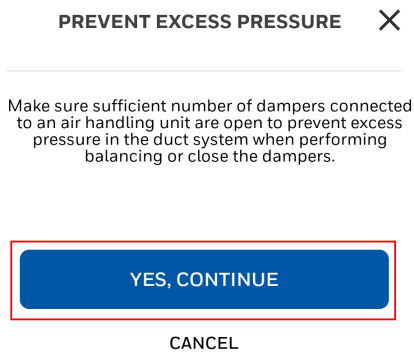 PREVENT EXCESS PRESSURE
Make sure sufficient number of dampers connected
to an air handling unit are open to prevent excess
pressure in the duct system when performing
balancing or close the dampers.
YES, CONTINUE
CANCEL